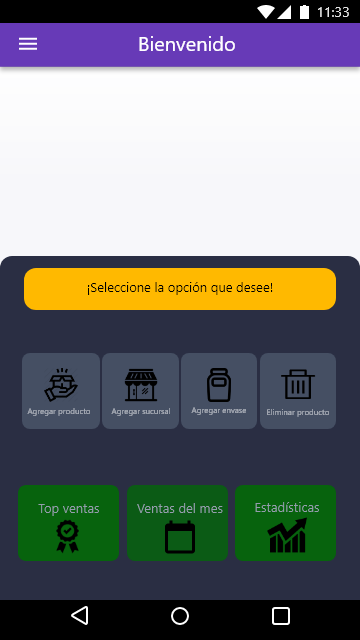 11:33
Bienvenido
¡Seleccione la opción que desee!
Agregar producto
Agregar sucursal
Agregar envase
Eliminar producto
Top ventas
Ventas del mes
Estadísticas